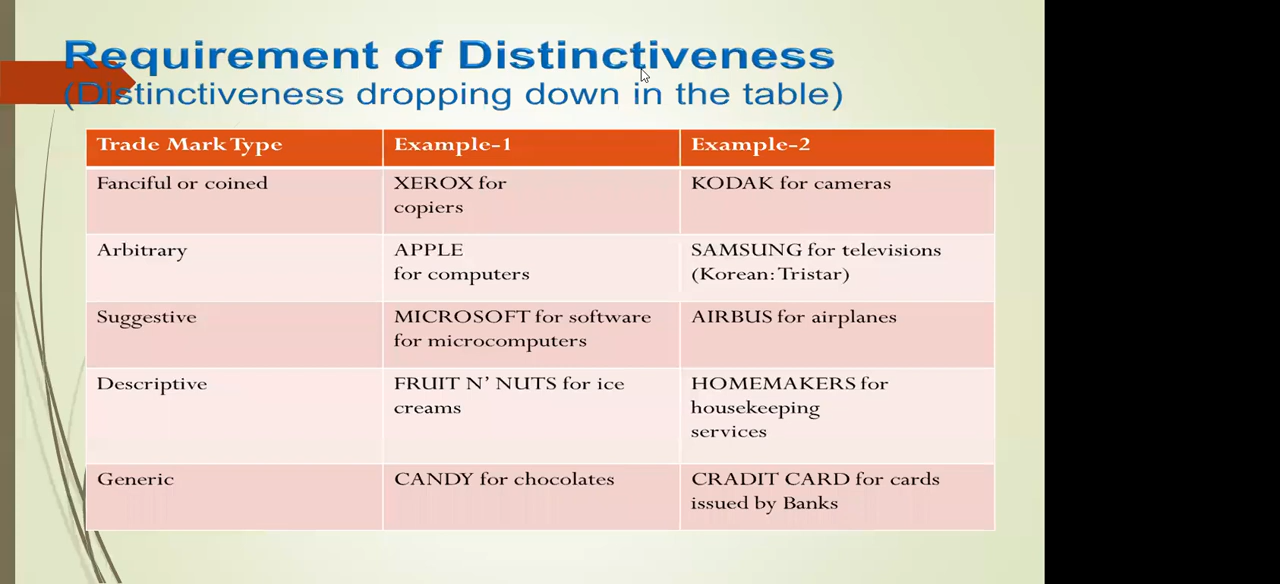 Requirement of Distinctiveness
(Distinctiveness dropping down in the table)
Trade Mark Type
Example-1
Example-2
Fanciful or coined
XEROX for
copiers
KODAK for cameras
Arbitrary
APPLE
for computers
SAMSUNG for televisions
(Korean: Tristar)
Suggestive
MICROSOFT for software
for microcomputers
AIRBUS for airplanes
Descriptive
FRUIT N’ NUTS for ice
creams
HOMEMAKERS for
housekeeping
services
Generic
CANDY for chocolates
CRADIT CARD for cards
issued by Banks